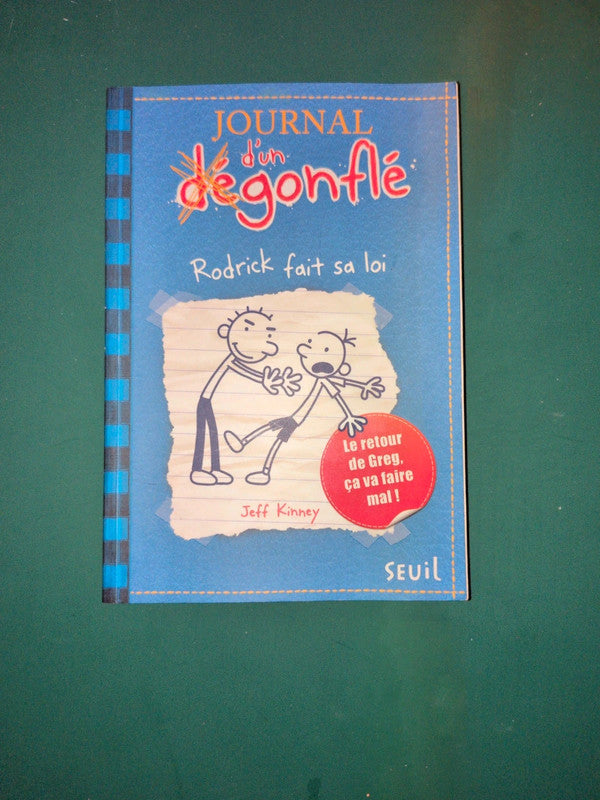 JOURNAL
d'un
dégonflé
Rodrick fait sa loi
Le retour
de Greg,
ça va faire
mal !
Jeff Kinney
SEUIL